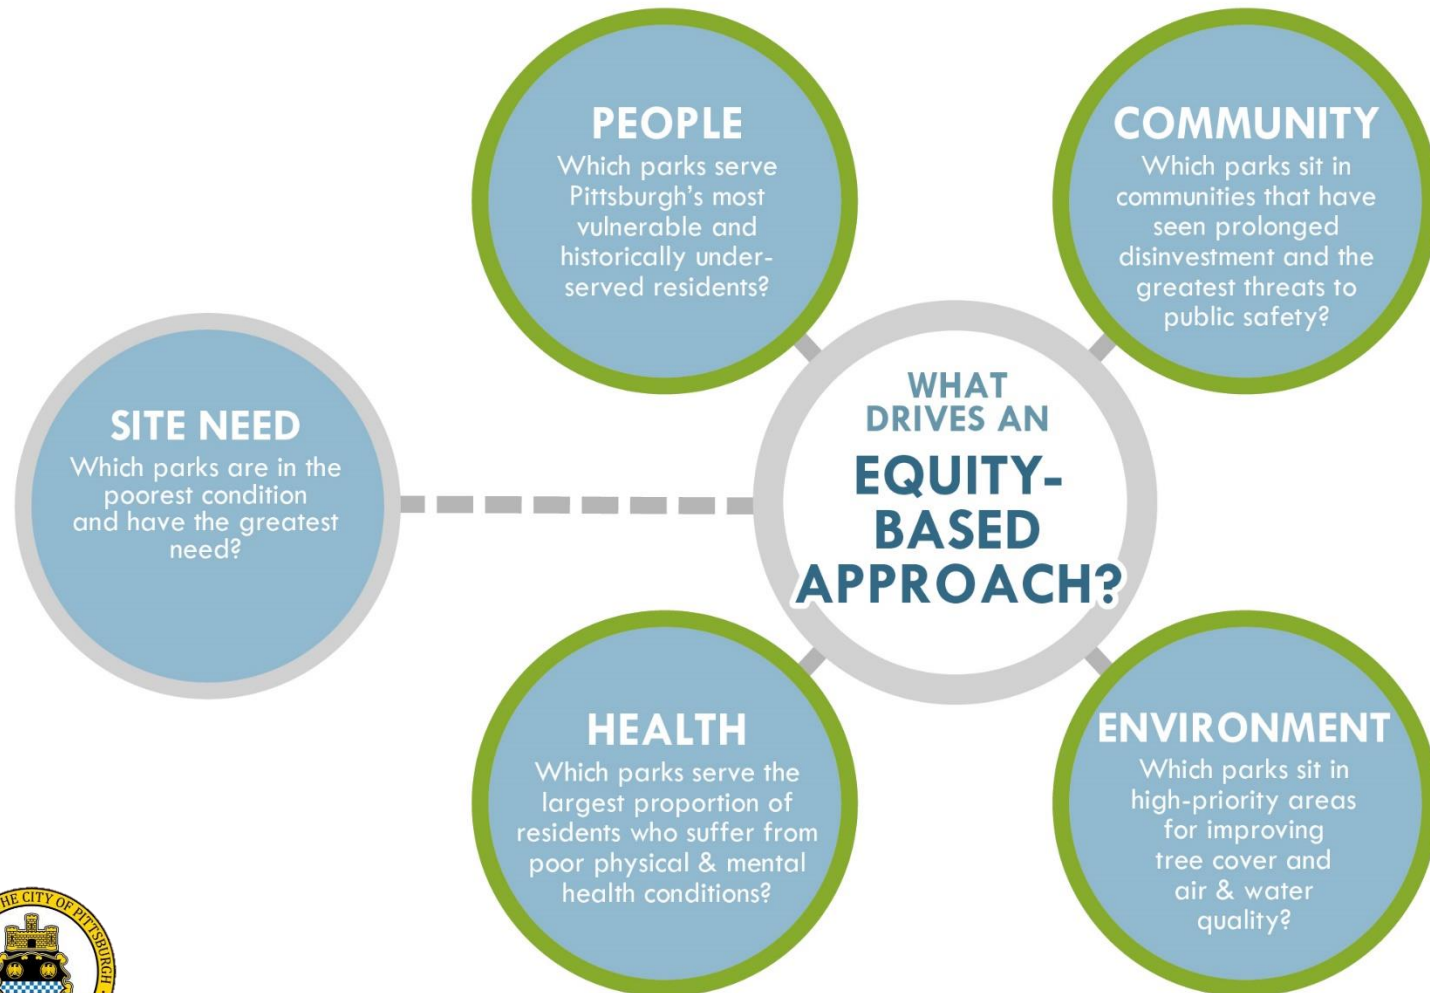 PEOPLE
Which parks serve
Pittsburgh's most
vulnerable and
historically under-
served residents?
COMMUNITY
Which parks sit in
communities that have
seen prolonged
disinvestment and the
greatest threats to
public safety?
SITE NEED
Which parks are in the
poorest condition
and have the greatest
need?
WHAT
DRIVES AN
EQUITY-
BASED
APPROACH?
HEALTH
Which parks serve the
largest proportion of
residents who suffer from
poor physical & mental
health conditions?
ENVIRONMENT
Which parks sit in
high-priority areas
for improving
tree cover and
air & water
quality?
THE CITY OF PITTSBURGH